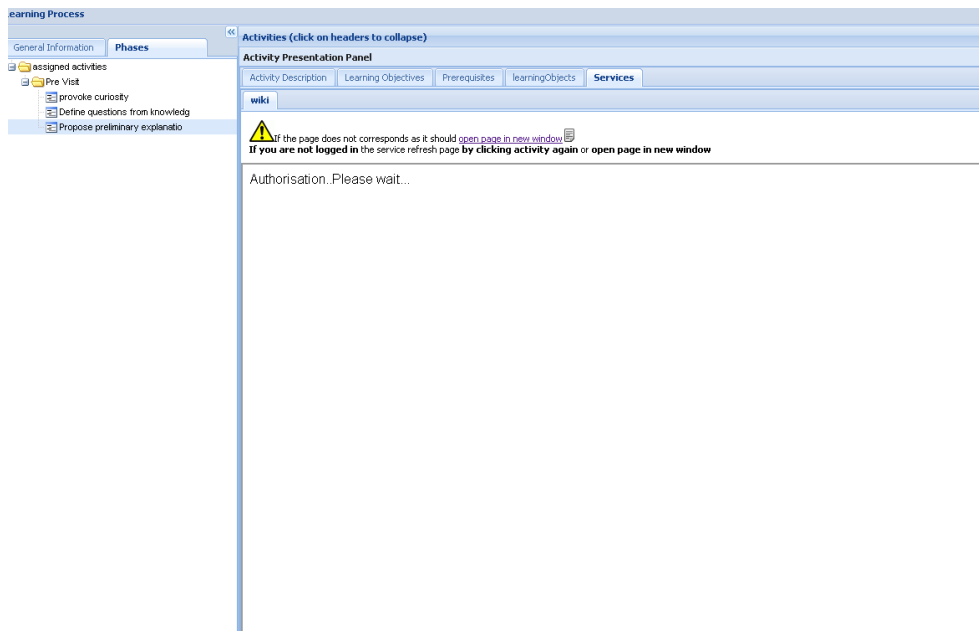 earning Process
General Information Phases
assigned activities
Pre Visit
provoke curiosity
Define questions from knowledg
Propose preliminary explanatio
Activities (click on headers to collapse)
Activity Presentation Panel
Activity Description Learning Objectives Prerequisites learningObjects Services
wiki
If the page does not corresponds as it should open page in new window
If you are not logged in the service refresh page by clicking activity again or open page in new window
Authorisation..Please wait...